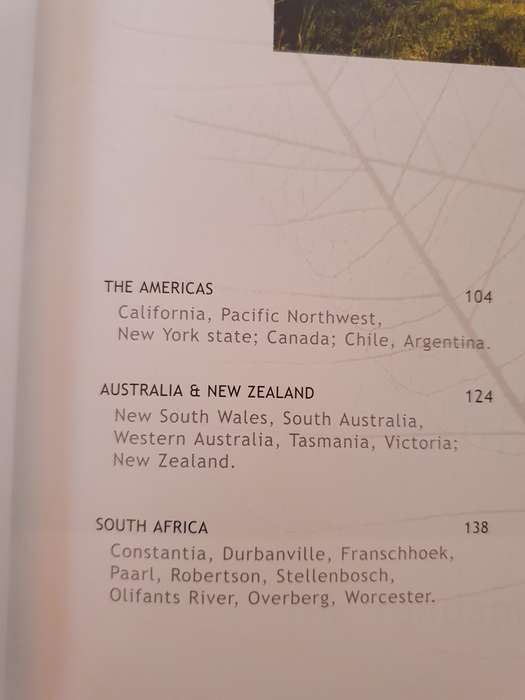 THE AMERICAS 104
California, Pacific Northwest,
New York state; Canada; Chile, Argentina.
AUSTRALIA & NEW ZEALAND 124
New South Wales, South Australia,
Western Australia, Tasmania, Victoria;
New Zealand.
SOUTH AFRICA 138
Constantia, Durbanville, Franschhoek,
Paarl, Robertson, Stellenbosch,
Olifants River, Overberg, Worcester.